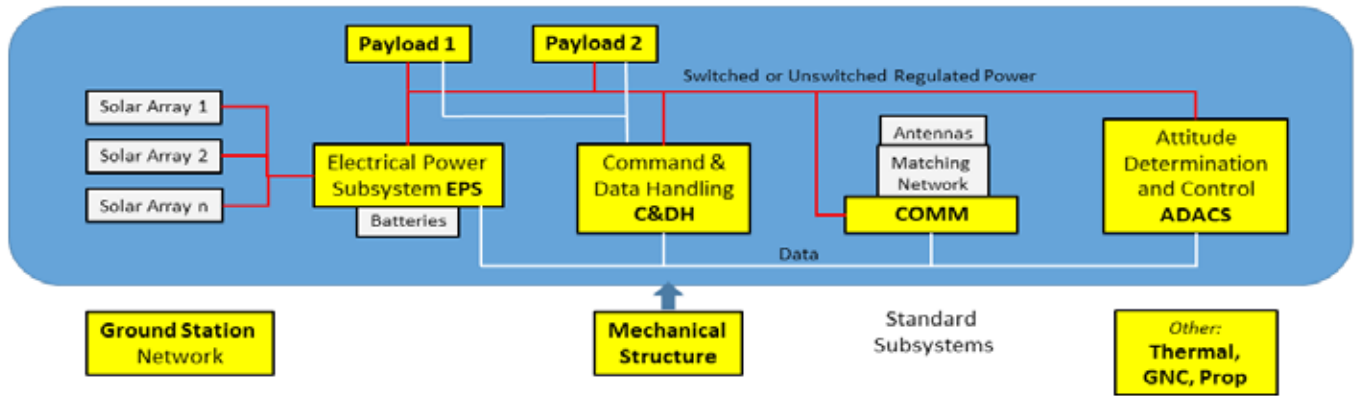 Payload 1
Payload 2
Switched or Unswitched Regulated Power
Solar Array 1
Solar Array 2
Solar Array n
Electrical Power
Subsystem EPS
Batteries
Command &
Data Handling
C&DH
Antennas
Matching
Network
COMM
Attitude
Determination
and Control
ADACS
Data
Ground Station
Network
Mechanical
Structure
Standard
Subsystems
Other:
Thermal,
GNC, Prop